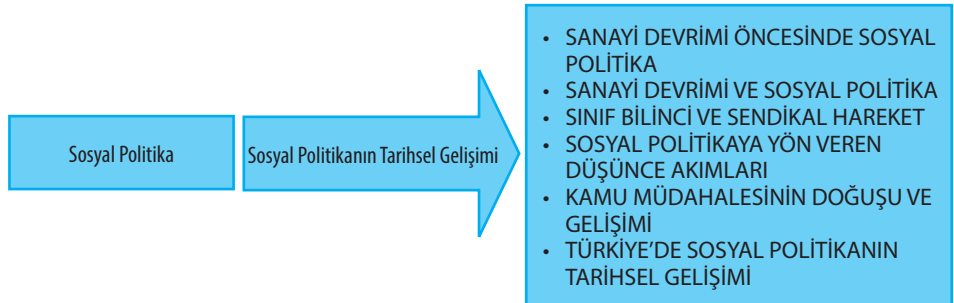 Sosyal Politika
Sosyal Politikanın Tarihsel Gelişimi
• SANAYİ DEVRİMİ ÖNCESİNDE SOSYAL
POLİTİKA
• SANAYİ DEVRİMİ VE SOSYAL POLİTİKA
• SINIF BİLİNCİ VE SENDİKAL HAREKET
• SOSYAL POLİTİKAYA YÖN VEREN
DÜŞÜNCE AKIMLARI
• KAMU MÜDAHALESİNİN DOĞUŞU VE
GELİŞİMİ
• TÜRKİYE’DE SOSYAL POLİTİKANIN
TARİHSEL GELİŞİMİ